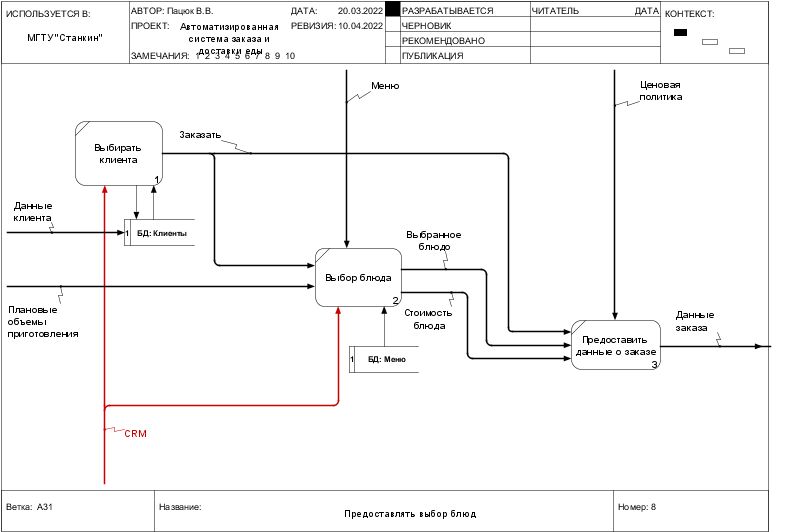 ИСПОЛЬЗУЕТСЯ В:
МГТУ"Станкин"
АВТОР: Пацюк В.В.
ДАТА: 20.03.2022
ПРОЕКТ: Автоматизированная
система заказа и
доставки еды
РЕВИЗИЯ: 10.04.2022
ЗАМЕЧАНИЯ: 1 2 3 4 5 6 7 8 9 10
РАЗРАБАТЫВАЕТСЯ
ЧЕРНОВИК
РЕКОМЕНДОВАНО
ПУБЛИКАЦИЯ
ЧИТАТЕЛЬ ДАТА
КОНТЕКСТ:
Меню
Ценовая
политика
Заказать
Выбирать
клиента
1
Данные
клиента
1 БД: Клиенты
Выбранное
блюдо
Выбор блюда
2
Плановые
объемы
приготовления
Стоимость
блюда
Данные
заказа
Предоставить
данные о заказе
3
1 БД: Меню
CRM
Ветка: А31
Название:
Предоставлять выбор блюд
Номер: 8